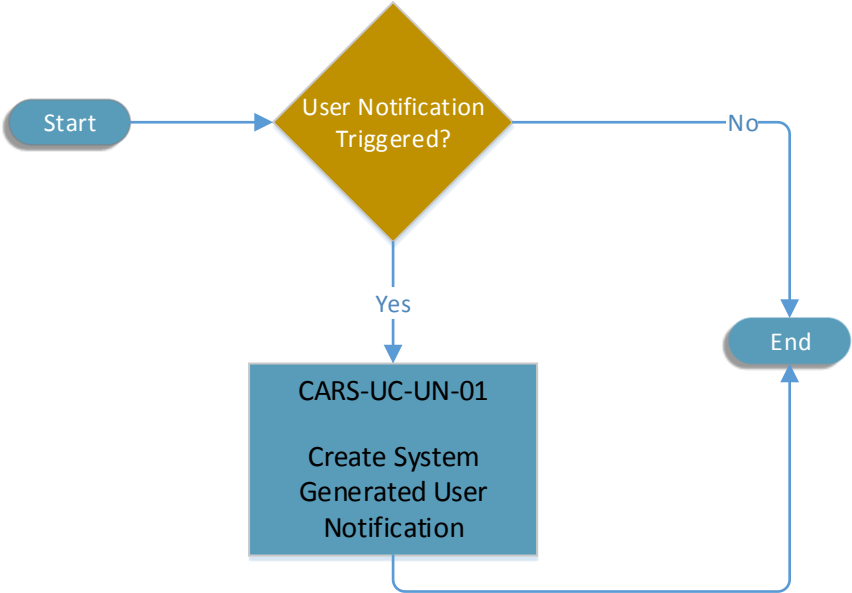 User Notification
Triggered?
Start
No
Yes
End
CARS-UC-UN-01
Create System
Generated User
Notification